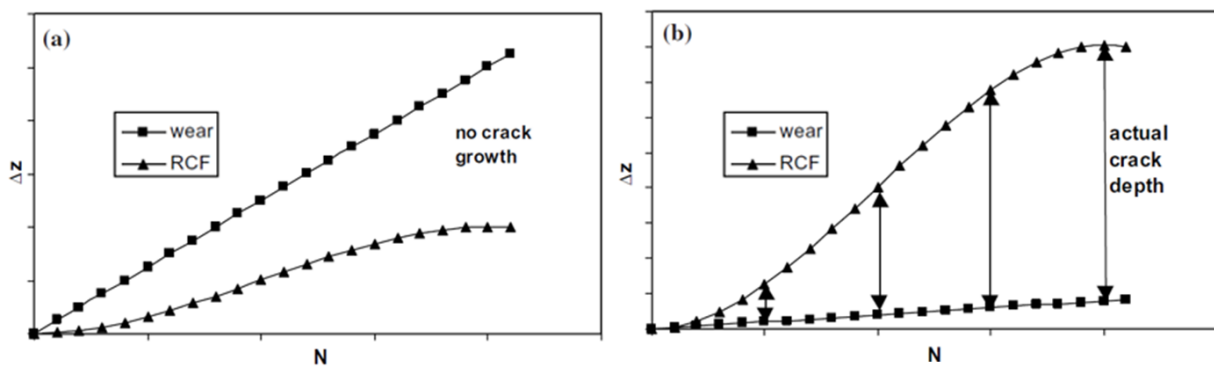 (a)
wear
RCF
no crack
growth
Δz
N
(b)
wear
RCF
actual
crack
depth
Δz
N